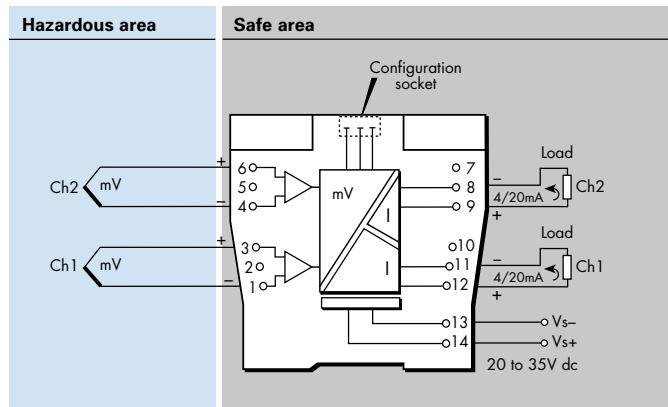 Hazardous area
Safe area
Configuration
socket
Ch2
mV
+
–
6
5
4
Ch1
mV
+
–
3
2
1
mV
I
I
7
8
9
10
11
12
13
14
Load
–
4/20mA
+
Ch2
Load
–
4/20mA
+
Ch1
Vs–
Vs+
20 to 35V dc